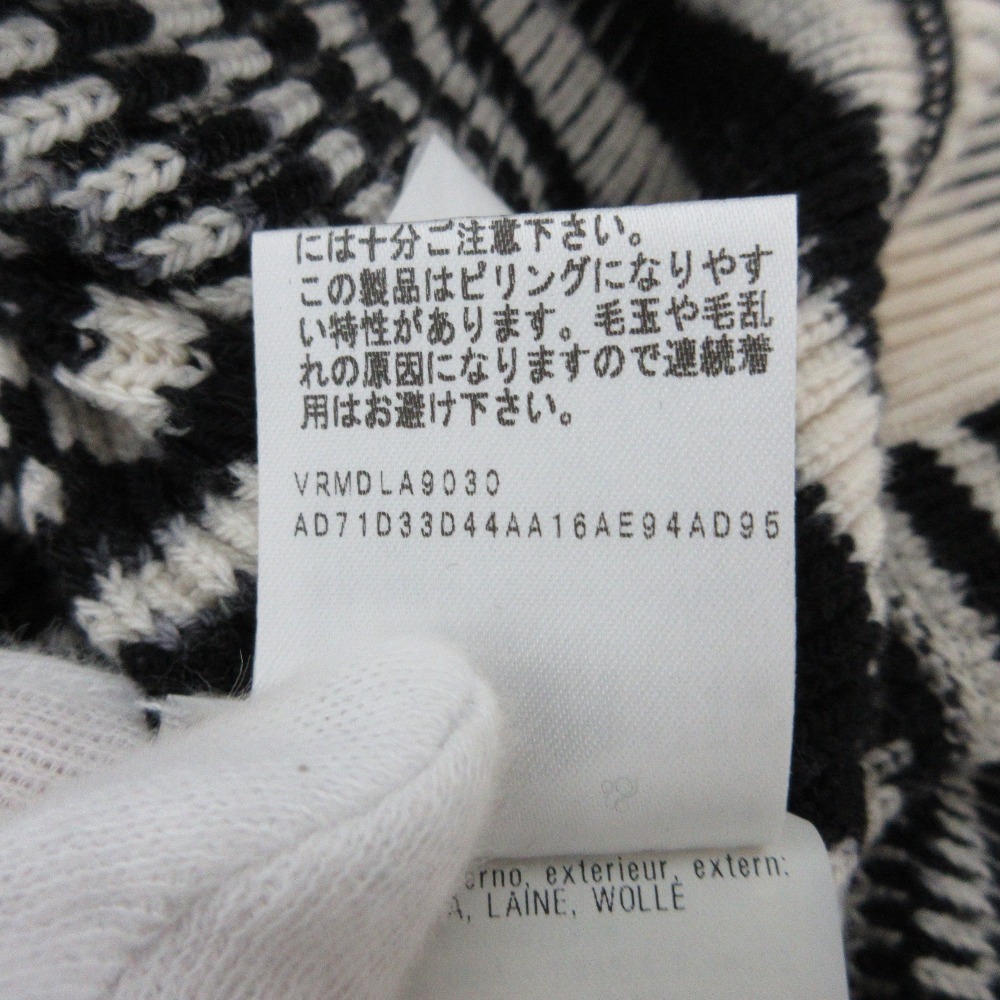 には十分ご注意下さい。
この製品はピリングになりやす
い特性があります。毛玉や毛乱
れの原因になりますので連続着
用はお避け下さい。
VRMDLA9030
AD71D33D44AA16AE94AD95
exterieur, extern:
LAINE, WOLLE